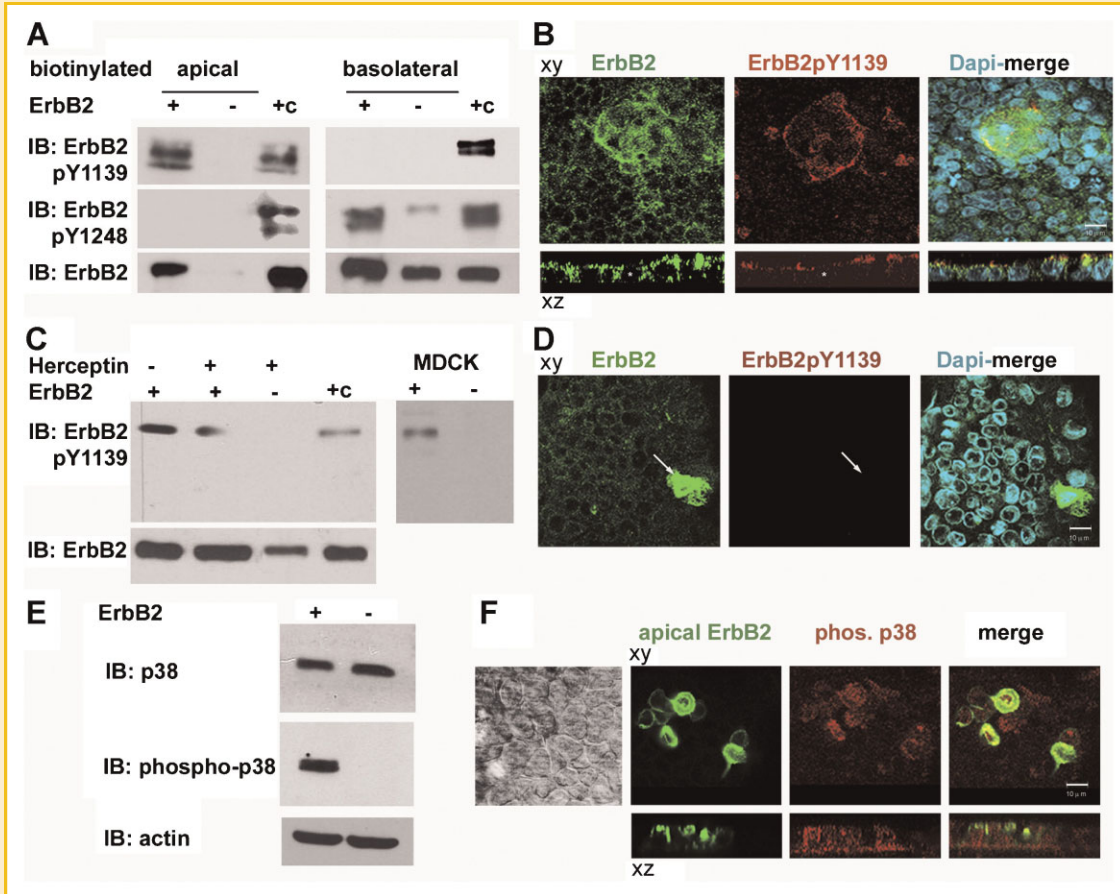 A
biotinylated apical basolateral
ErbB2 + - +c + - +c
IB: ErbB2
pY1139
IB: ErbB2
pY1248
IB: ErbB2
B
xy ErbB2 ErbB2pY1139 Dapi-merge
10 μm
xz
C
Herceptin - + + MDCK
ErbB2 + + - +c + -
IB: ErbB2
pY1139
IB: ErbB2
D
xy ErbB2 ErbB2pY1139 Dapi-merge
10 μm
E
ErbB2 + -
IB: p38
IB: phospho-p38
IB: actin
F
apical ErbB2 phos. p38 merge
xy
10 μm
xz